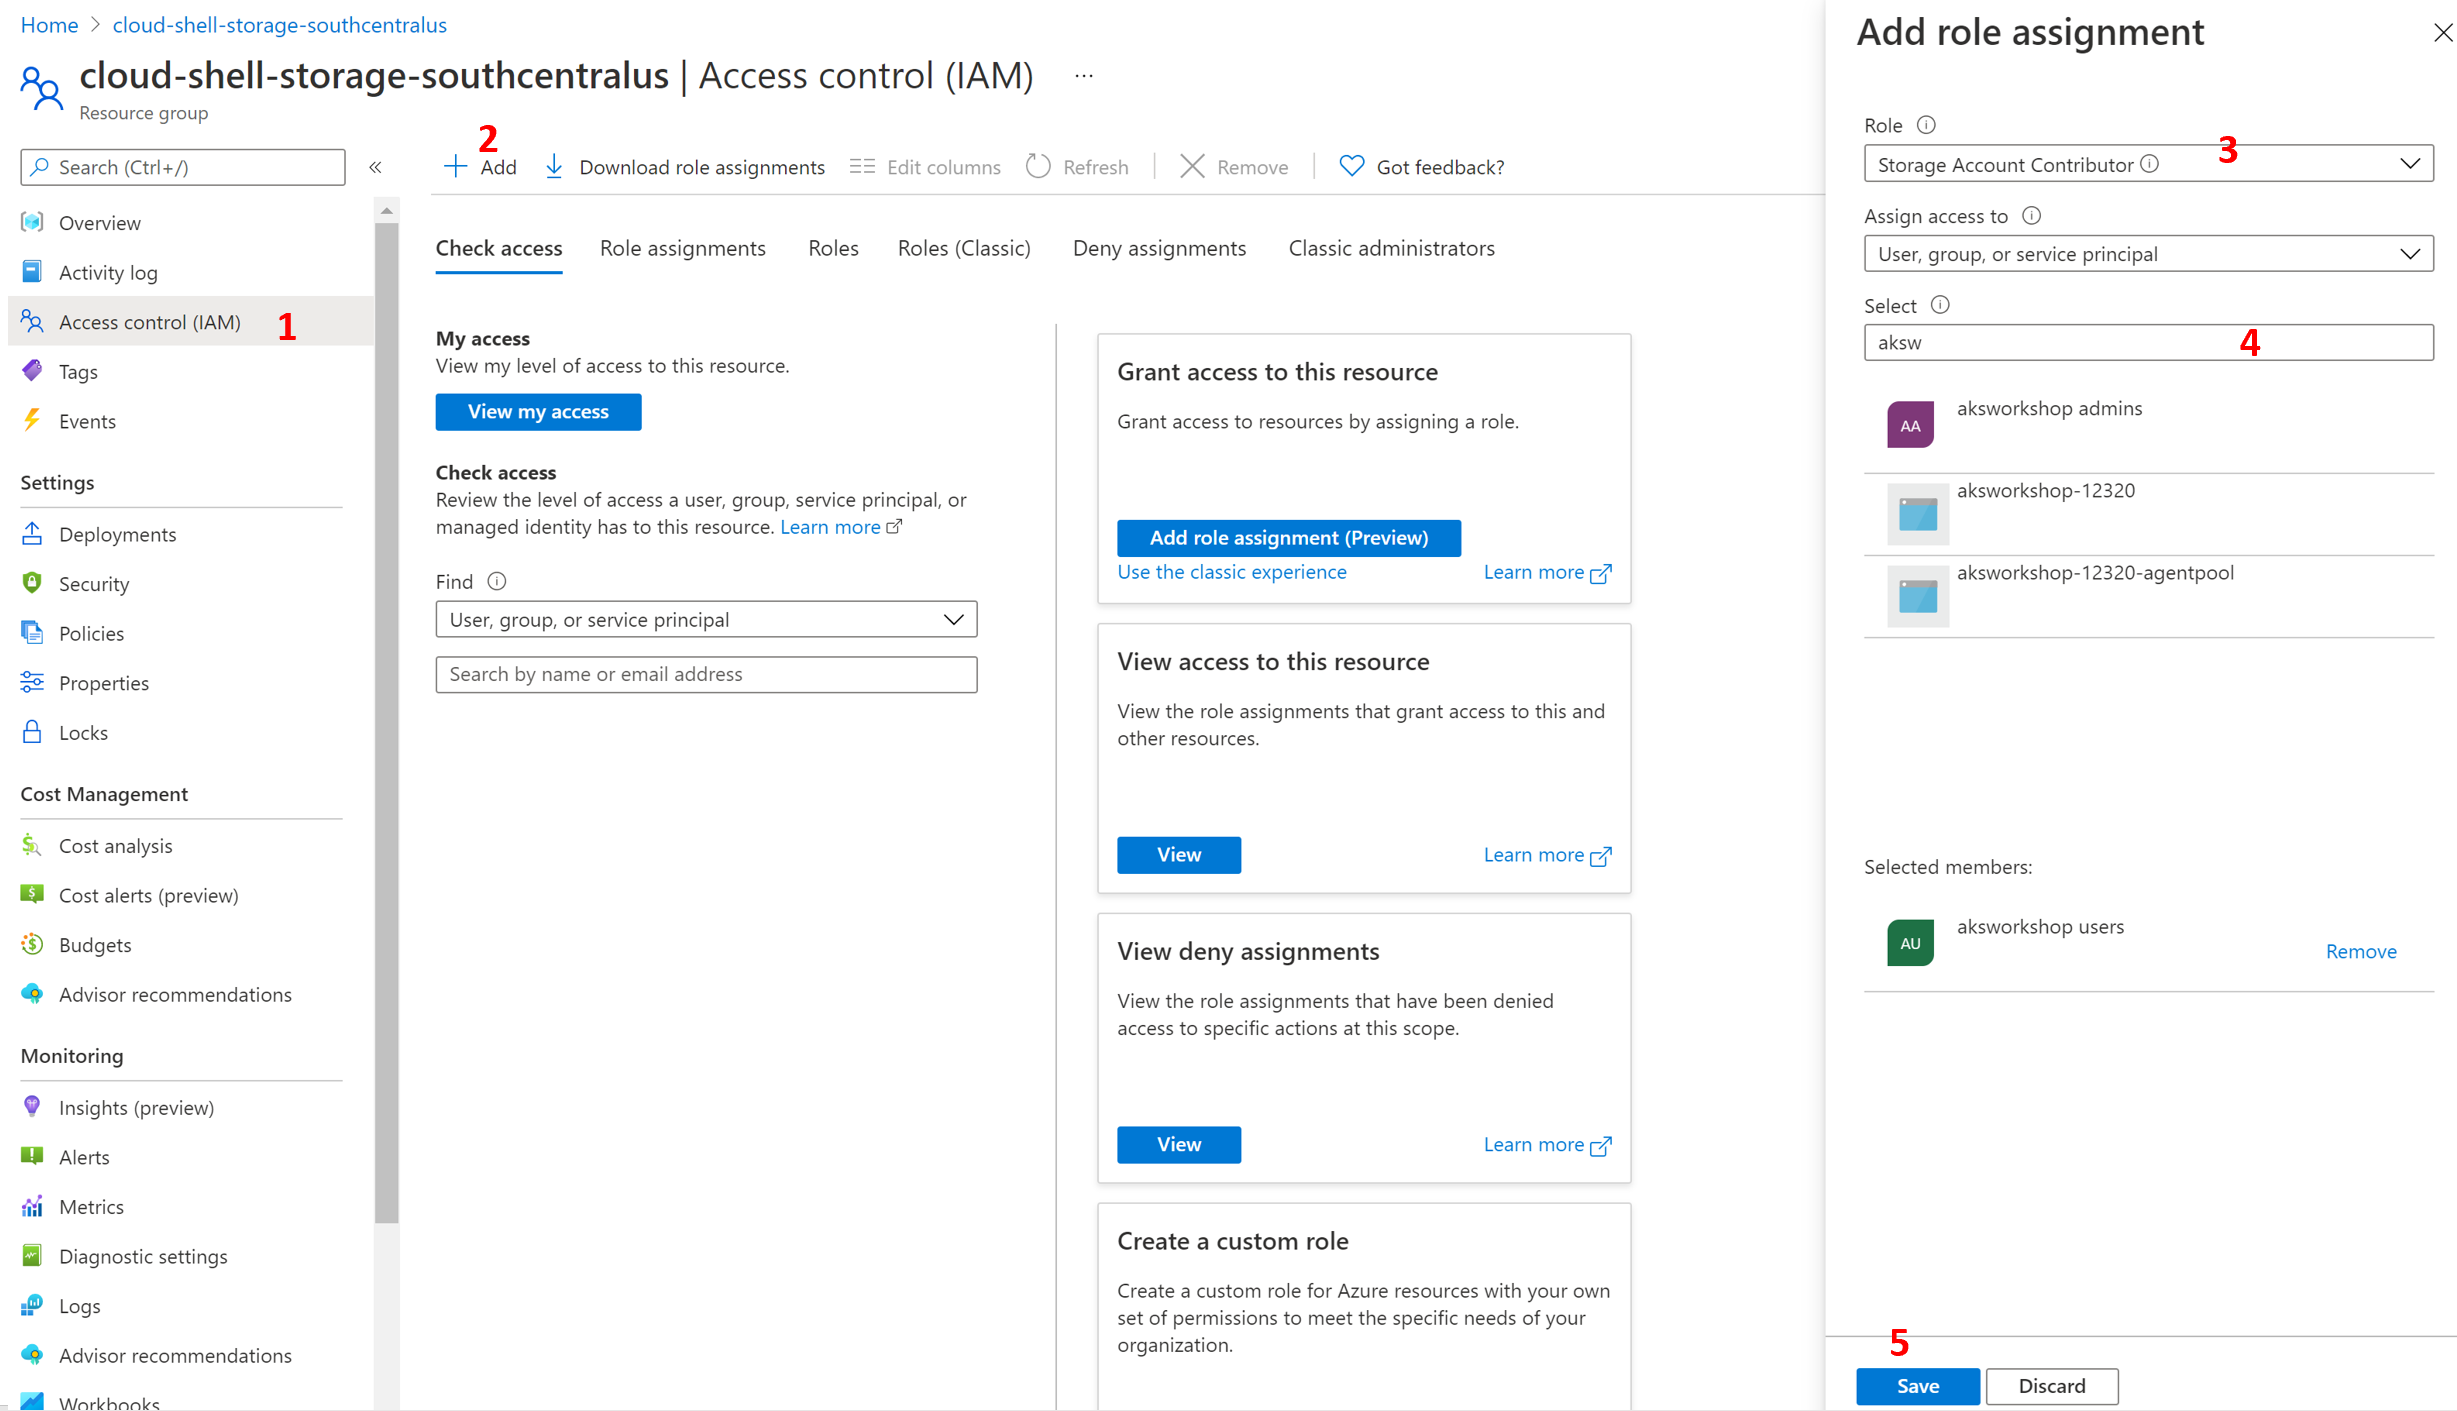 Home > cloud-shell-storage-southcentralus
cloud-shell-storage-southcentralus | Access control (IAM) ...
Resource group
Search (Ctrl+/)
«
Overview
Activity log
Access control (IAM) 1
Tags
Events
Settings
Deployments
Security
Policies
Properties
Locks
Cost Management
Cost analysis
Cost alerts (preview)
Budgets
Advisor recommendations
Monitoring
Insights (preview)
Alerts
Metrics
Diagnostic settings
Logs
Advisor recommendations
Workbooks
2
Add Download role assignments Edit columns Refresh Remove Got feedback?
Check access Role assignments Roles Roles (Classic) Deny assignments Classic administrators
My access
View my level of access to this resource.
View my access
Check access
Review the level of access a user, group, service principal, or
managed identity has to this resource. Learn more
Find
User, group, or service principal
Search by name or email address
Grant access to this resource
Grant access to resources by assigning a role.
Add role assignment (Preview)
Use the classic experience Learn more
View access to this resource
View the role assignments that grant access to this and
other resources.
View Learn more
View deny assignments
View the role assignments that have been denied
access to specific actions at this scope.
View Learn more
Create a custom role
Create a custom role for Azure resources with your own
set of permissions to meet the specific needs of your
organization.
Add role assignment
Role
Storage Account Contributor 3
Assign access to
User, group, or service principal
Select
aksw 4
AA aksworkshop admins
aksworkshop-12320
aksworkshop-12320-agentpool
Selected members:
AU aksworkshop users
Remove
5
Save Discard